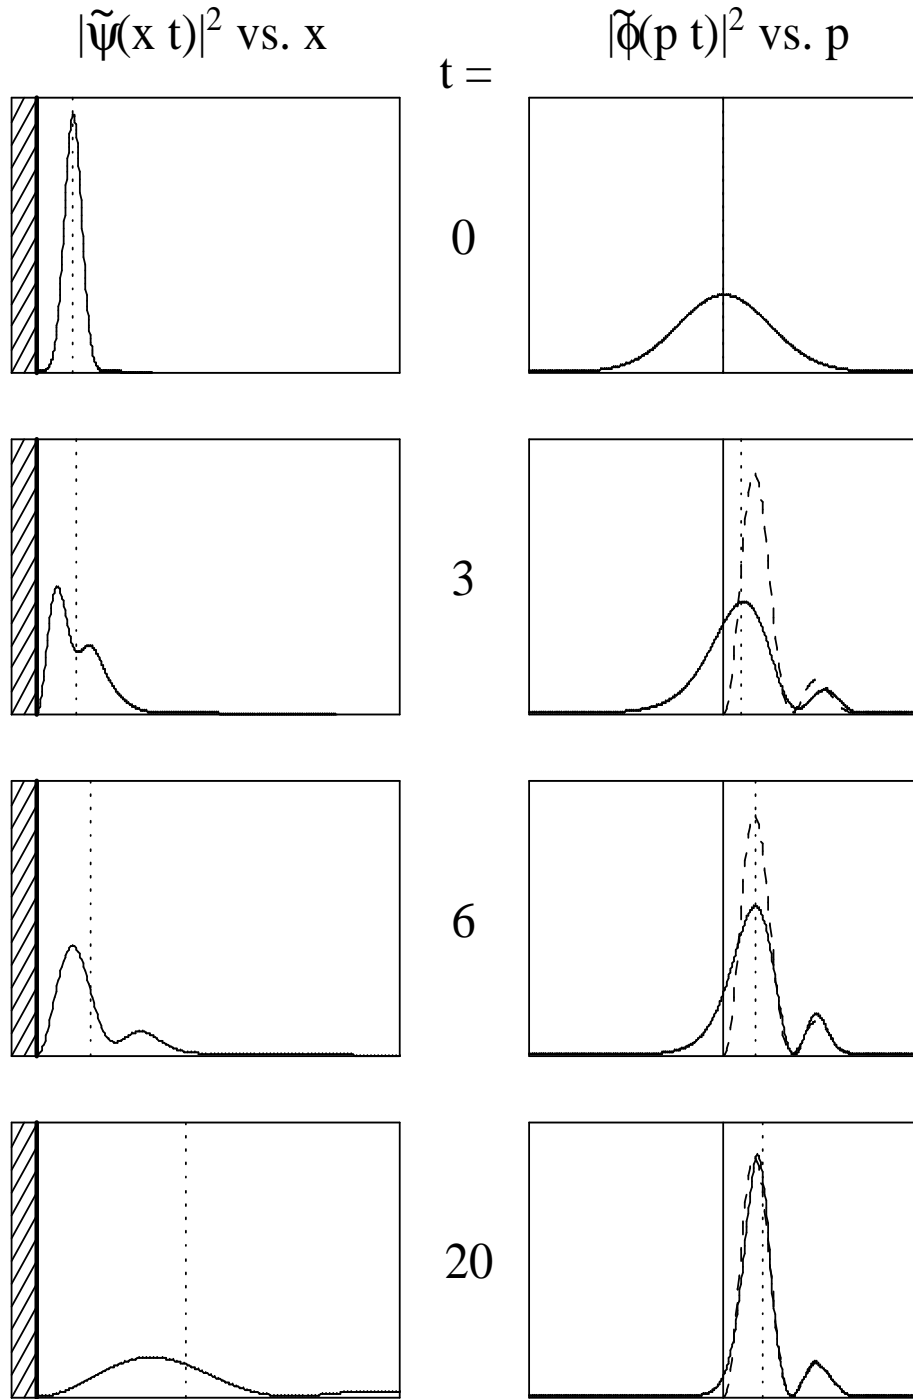 |ψ̃(x t)|² vs. x
|ϕ̃(p t)|² vs. p
t =
0
3
6
20